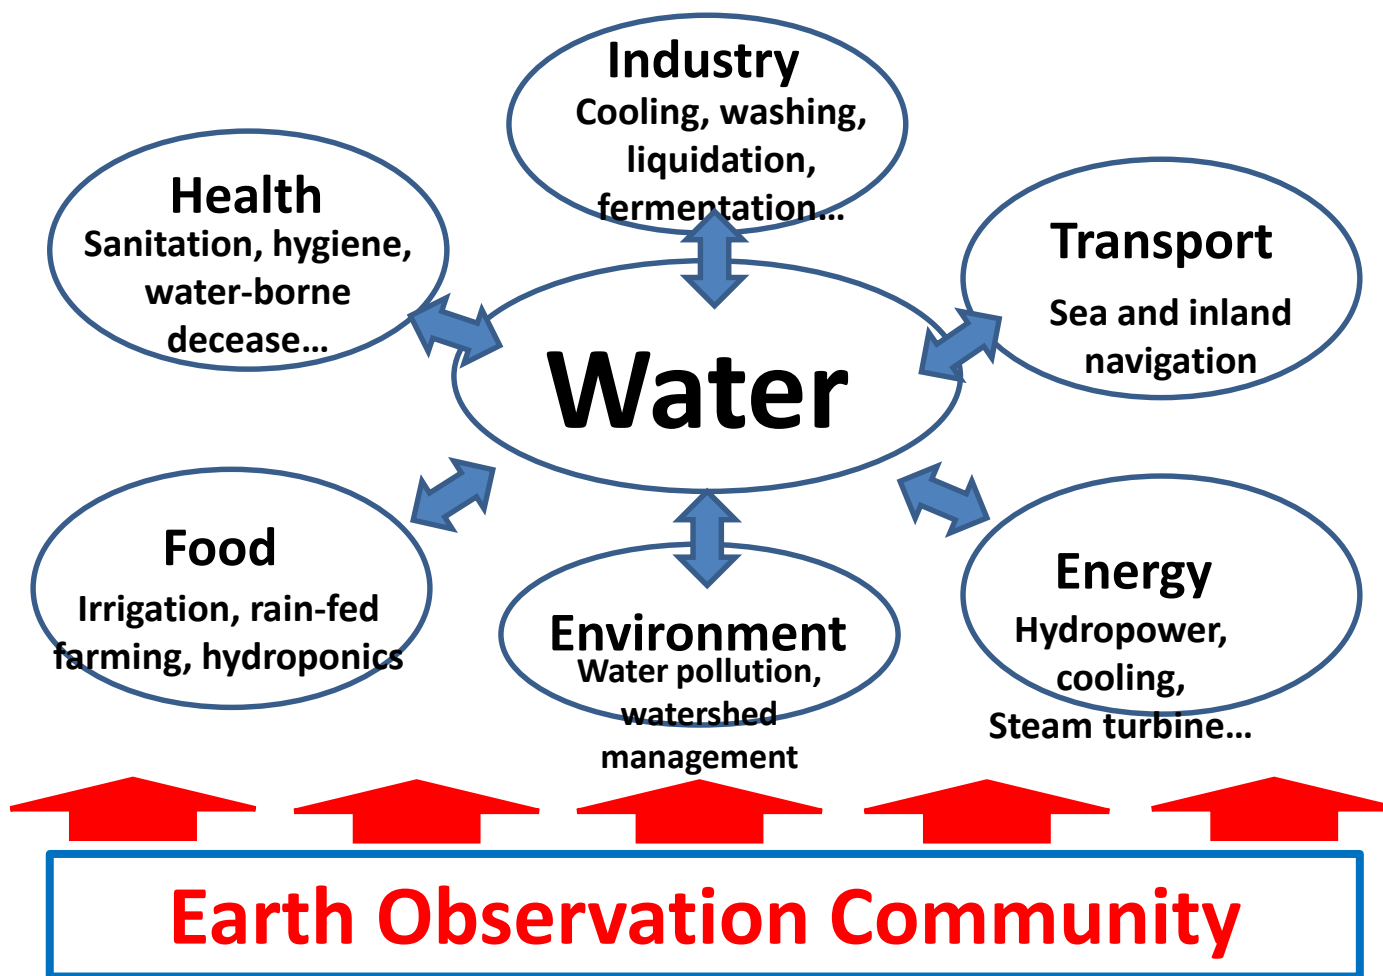 Industry
Cooling, washing,
liquidation,
fermentation…
Health
Sanitation, hygiene,
water-borne
decease…
Transport
Sea and inland
navigation
Water
Food
Irrigation, rain-fed
farming, hydroponics
Environment
Water pollution,
watershed
management
Energy
Hydropower,
cooling,
Steam turbine…
Earth Observation Community